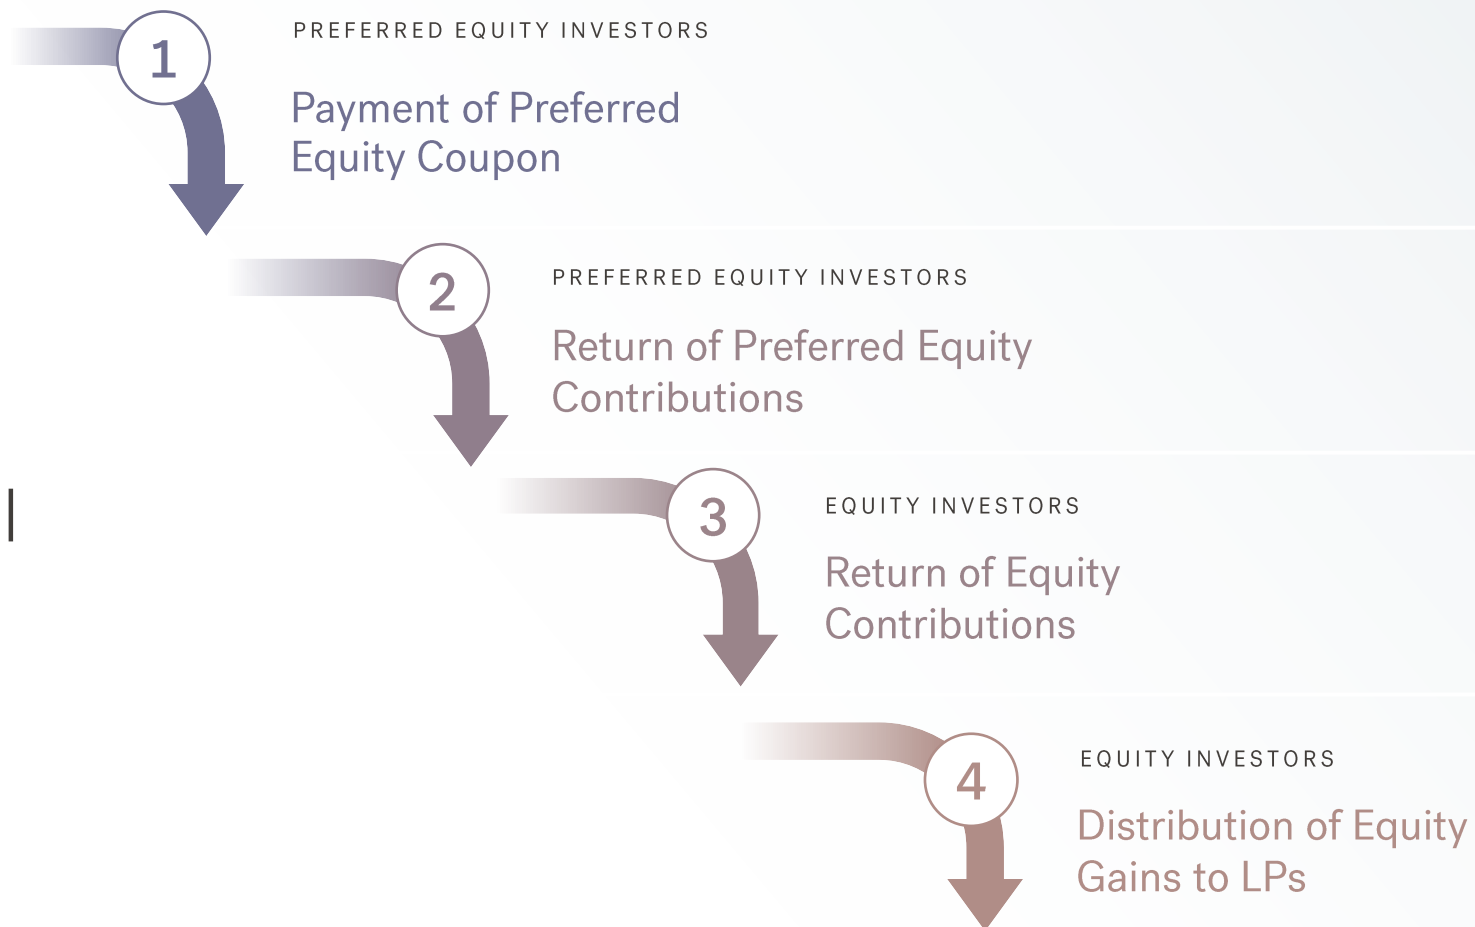 1
PREFERRED EQUITY INVESTORS
Payment of Preferred
Equity Coupon
2
PREFERRED EQUITY INVESTORS
Return of Preferred Equity
Contributions
3
EQUITY INVESTORS
Return of Equity
Contributions
4
EQUITY INVESTORS
Distribution of Equity
Gains to LPs